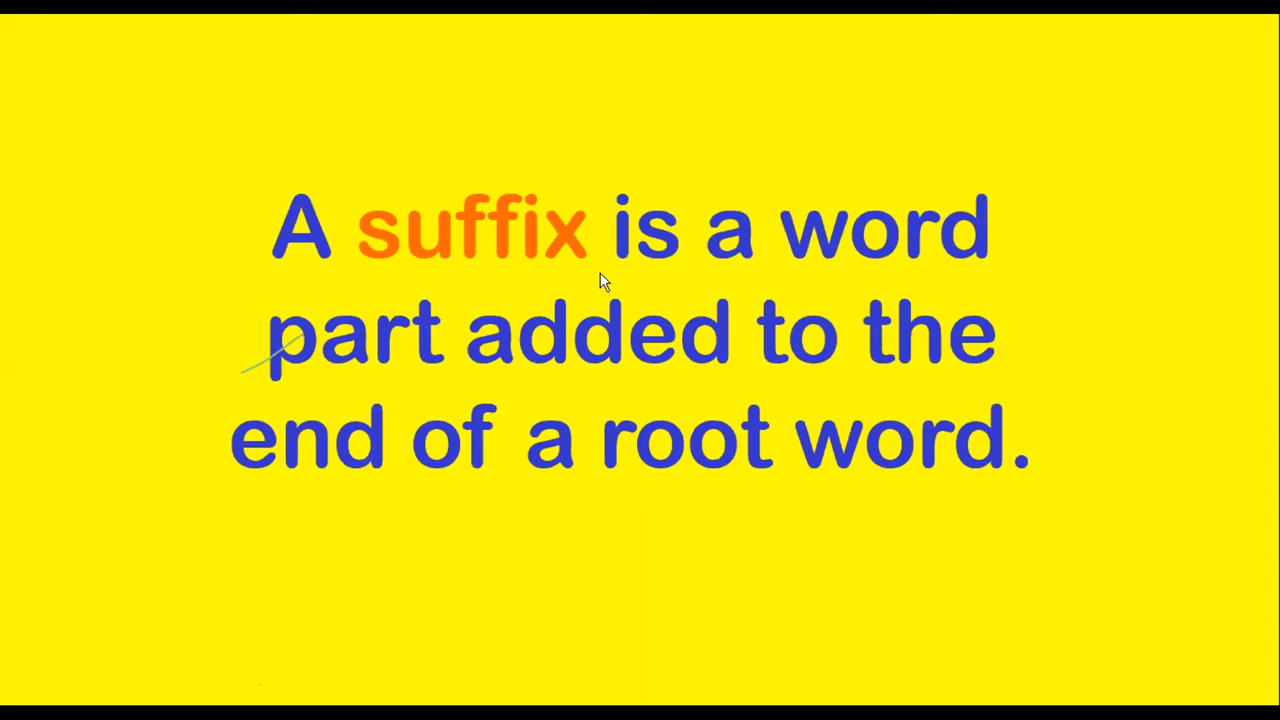 A suffix is a word
part added to the
end of a root word.